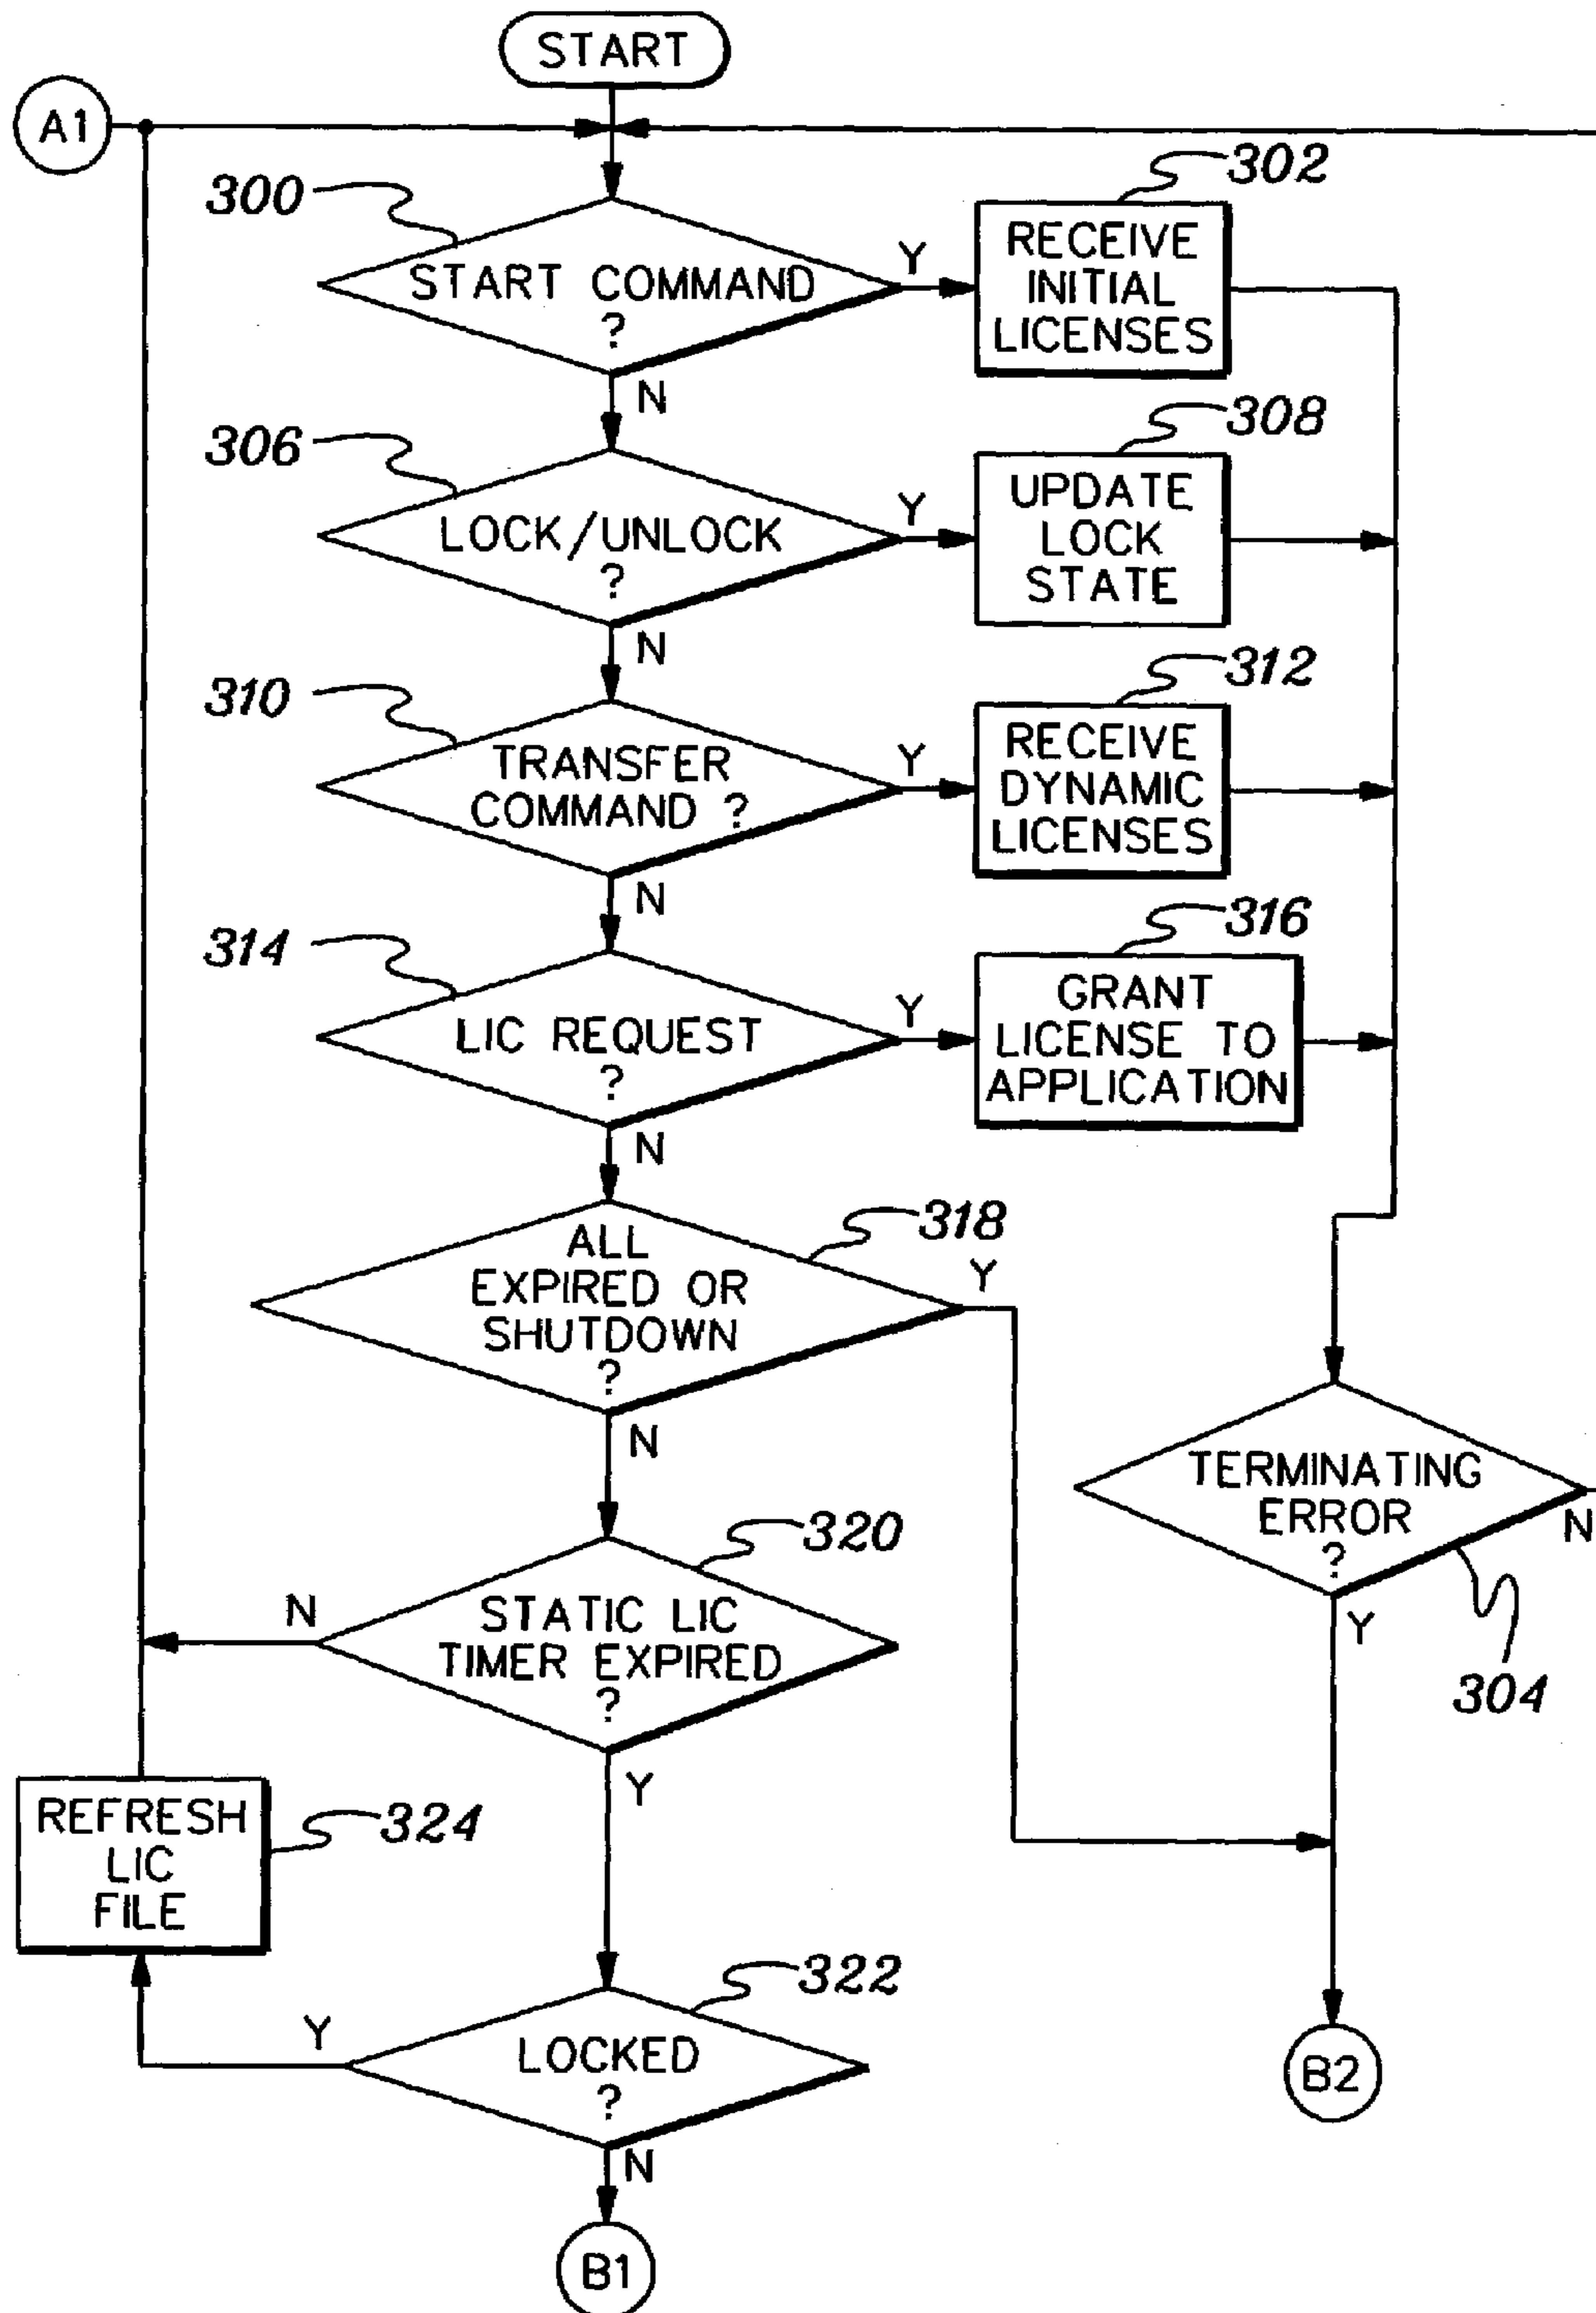 START
A1
302
300
RECEIVE
INITIAL
LICENSES
Y
START COMMAND
?
N
308
306
UPDATE
LOCK
STATE
Y
LOCK/UNLOCK
?
N
312
310
RECEIVE
DYNAMIC
LICENSES
Y
TRANSFER
COMMAND ?
N
316
314
GRANT
LICENSE TO
APPLICATION
Y
LIC REQUEST
?
N
318
ALL
EXPIRED OR
SHUTDOWN
?
Y
N
TERMINATING
ERROR
?
N
Y
304
320
N
STATIC LIC
TIMER EXPIRED
?
Y
REFRESH
LIC
FILE
324
322
Y
LOCKED
?
N
B2
B1